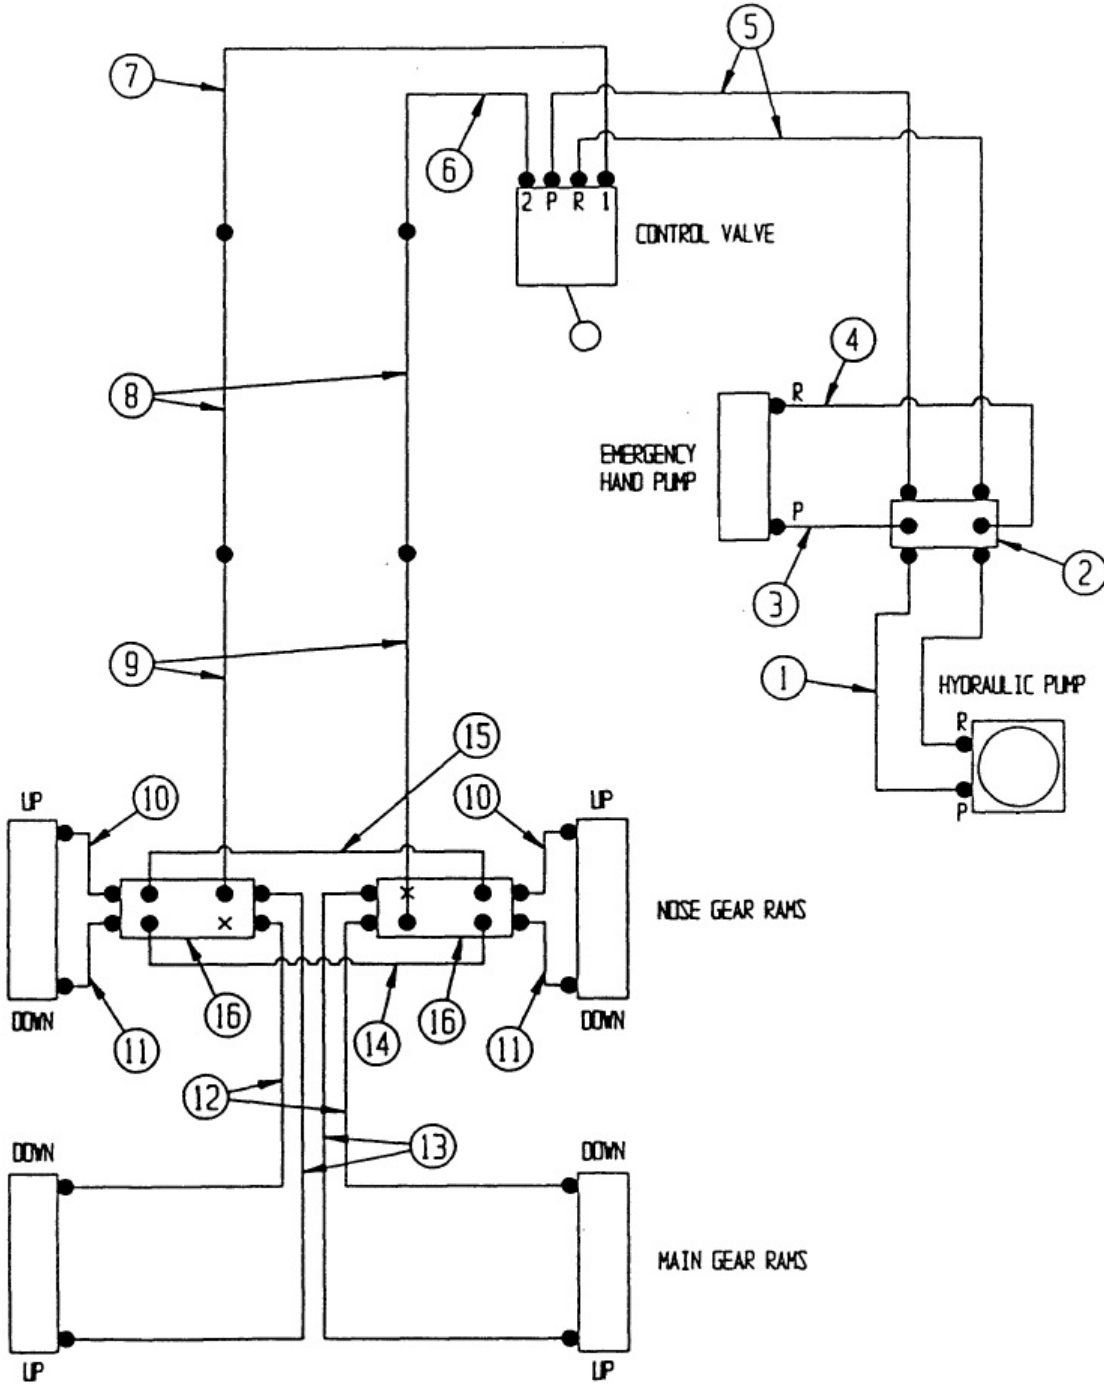 5
7
6
2 P R 1
CONTROL VALVE
4
8
R
EMERGENCY
HAND PUMP
P
2
3
9
1
HYDRAULIC PUMP
R
15
P
UP
10
10
UP
NOSE GEAR RAMS
×
×
16
16
DOWN
11
14
11
DOWN
12
13
DOWN
DOWN
MAIN GEAR RAMS
UP
UP